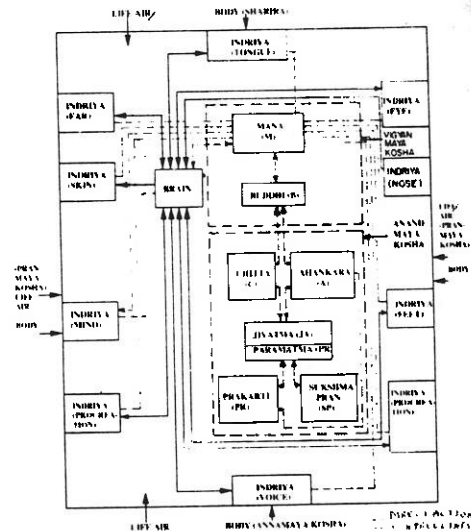 LIFE AIR
BODY (SHARIRA)
INDRIYA
(TONGUE)
INDRIYA
(EAR)
INDRIYA
(EYE)
MANA
(M)
VIGYAN
MAYA
KOSHA
INDRIYA
(SKIN)
BRAIN
INDRIYA
(NOSE)
BUDDHI (B)
ANAND
MAYA
KOSHA
LIFE
AIR
(PRAN-
MAYA
KOSHA)
CHITTA
(C)
AHANKARA
(A)
(PRAN
MAYA
KOSHA)
LIFE
AIR
BODY
BODY
INDRIYA
(MIND)
INDRIYA
(FEET)
JIVATMA (JA)
PARAMATMA (PR)
PRAKARTI
(PR)
SUKSHMA
PRAN
(SP)
INDRIYA
(PROCREA-
TION)
INDRIYA
(PROCREA-
TION)
INDRIYA
(VOICE)
LIFE AIR
BODY (ANNAMAYA KOSHA)